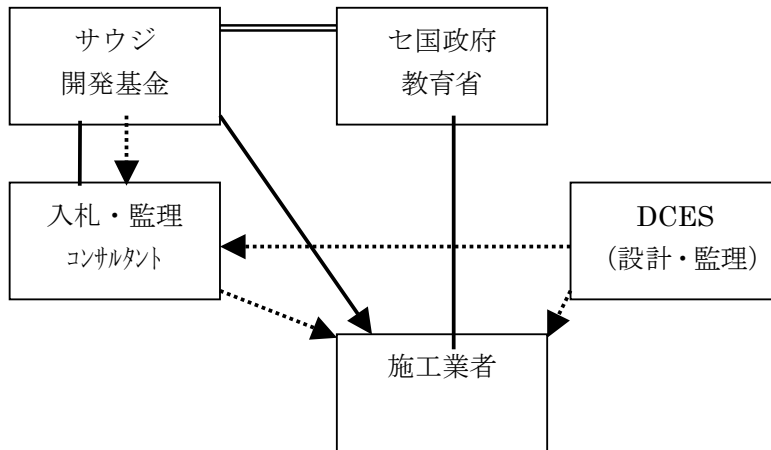 サウジ
開発基金
セ国政府
教育省
入札・監理
ｺﾝｻﾙﾀﾝﾄ
DCES
（設計・監理）
施工業者